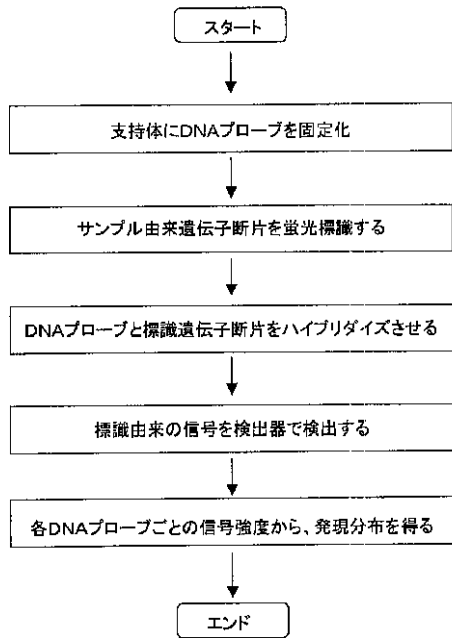 スタート
支持体にDNAプローブを固定化
サンプル由来遺伝子断片を蛍光標識する
DNAプローブと標識遺伝子断片をハイブリダイズさせる
標識由来の信号を検出器で検出する
各DNAプローブごとの信号強度から、発現分布を得る
エンド